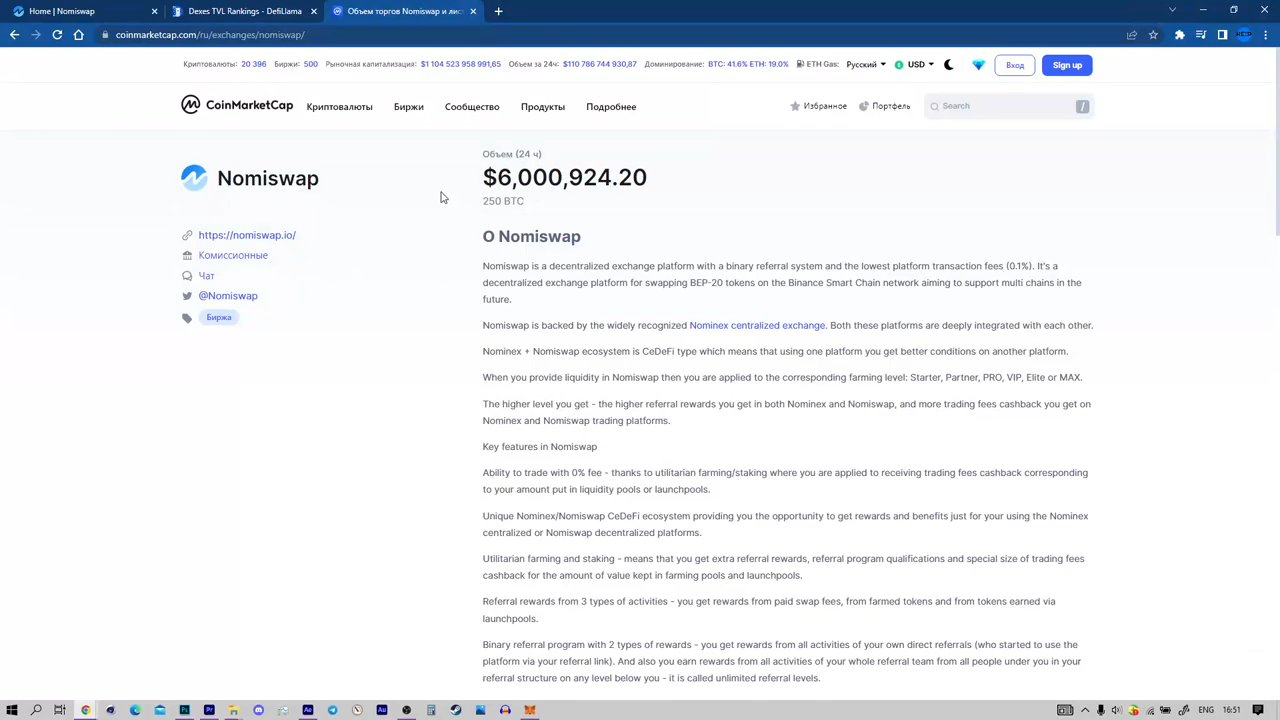 Home | Nomiswap
Dexes TVL Rankings - DefiLlama
Объем торгов Nomiswap и лист
coinmarketcap.com/ru/exchanges/nomiswap/
Криптовалюты: 20 396 Биржи: 500 Рыночная капитализация: $1 104 523 958 991,65 Объем за 24ч: $110 786 744 930,87 Доминирование: BTC: 41.6% ETH: 19.0% ETH Gas: Русский USD Вход Sign up
CoinMarketCap Криптовалюты Биржи Сообщество Продукты Подробнее Избранное Портфель Search /
Nomiswap
https://nomiswap.io/
Комиссионные
Чат
@Nomiswap
Биржа
Объем (24 ч)
$6,000,924.20
250 BTC
О Nomiswap
Nomiswap is a decentralized exchange platform with a binary referral system and the lowest platform transaction fees (0.1%). It's a
decentralized exchange platform for swapping BEP-20 tokens on the Binance Smart Chain network aiming to support multi chains in the
future.
Nomiswap is backed by the widely recognized Nominex centralized exchange. Both these platforms are deeply integrated with each other.
Nominex + Nomiswap ecosystem is CeDeFi type which means that using one platform you get better conditions on another platform.
When you provide liquidity in Nomiswap then you are applied to the corresponding farming level: Starter, Partner, PRO, VIP, Elite or MAX.
The higher level you get - the higher referral rewards you get in both Nominex and Nomiswap, and more trading fees cashback you get on
Nominex and Nomiswap trading platforms.
Key features in Nomiswap
Ability to trade with 0% fee - thanks to utilitarian farming/staking where you are applied to receiving trading fees cashback corresponding
to your amount put in liquidity pools or launchpools.
Unique Nominex/Nomiswap CeDeFi ecosystem providing you the opportunity to get rewards and benefits just for your using the Nominex
centralized or Nomiswap decentralized platforms.
Utilitarian farming and staking - means that you get extra referral rewards, referral program qualifications and special size of trading fees
cashback for the amount of value kept in farming pools and launchpools.
Referral rewards from 3 types of activities - you get rewards from paid swap fees, from farmed tokens and from tokens earned via
launchpools.
Binary referral program with 2 types of rewards - you get rewards from all activities of your own direct referrals (who started to use the
platform via your referral link). And also you earn rewards from all activities of your whole referral team from all people under you in your
referral structure on any level below you - it is called unlimited referral levels.
16:51